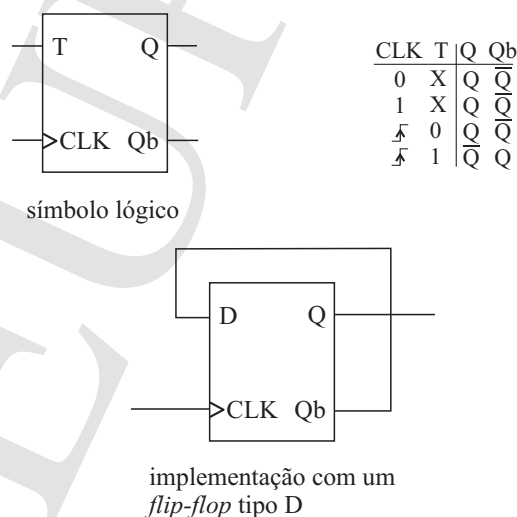 T Q
CLK Qb
símbolo lógico
CLK T Q Qb
0 X Q Q̅
1 X Q Q̅
0 Q Q̅
1 Q̅ Q
D Q
CLK Qb
implementação com um
flip-flop tipo D